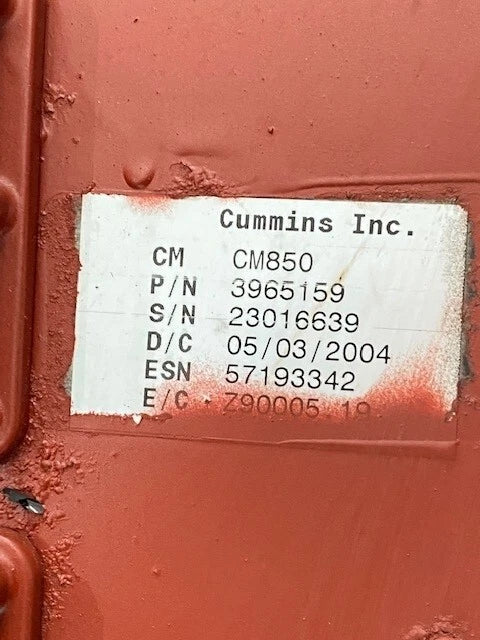 Cummins Inc.
CM CM850
P/N 3965159
S/N 23016639
D/C 05/03/2004
ESN 57193342
E/C Z90005.19